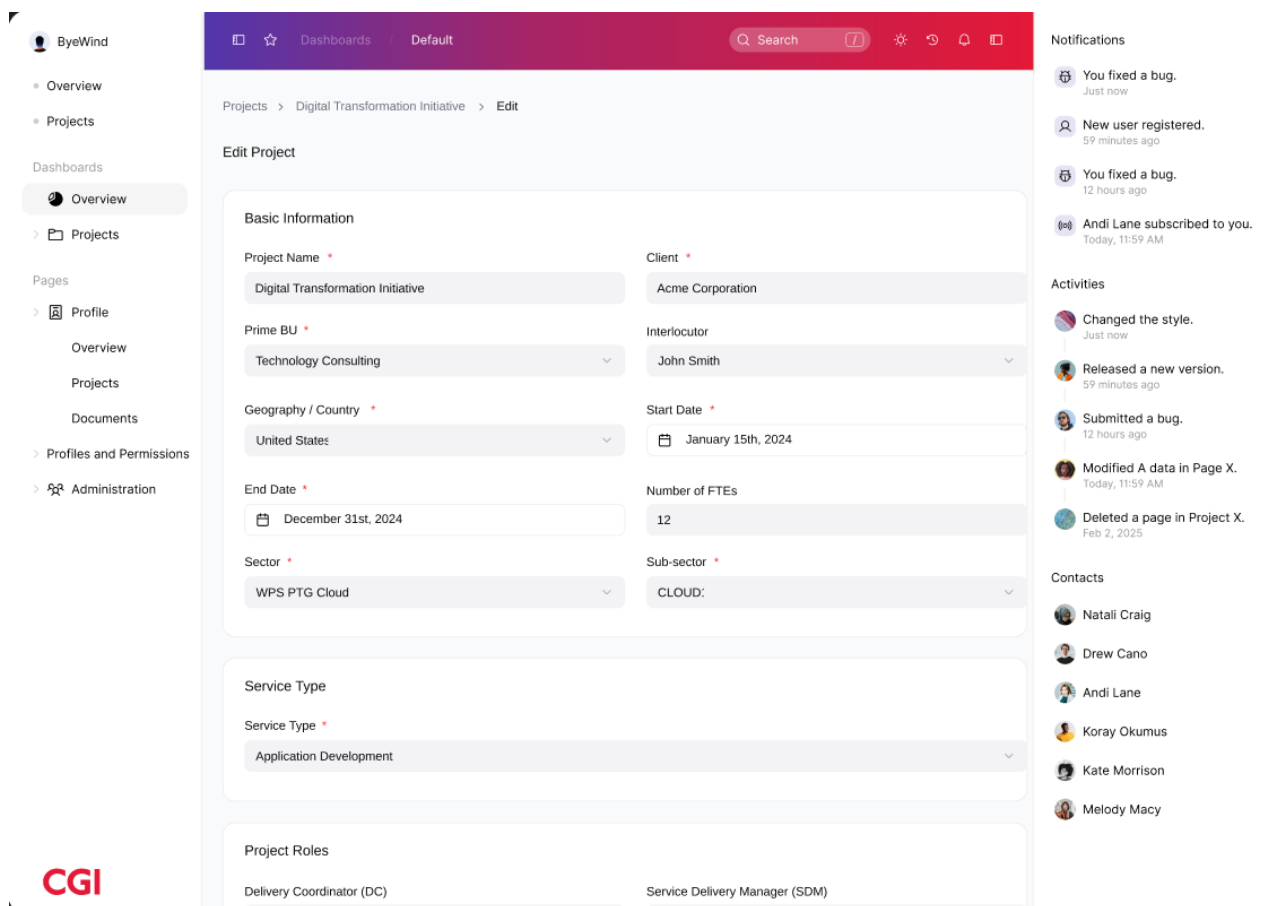 ByeWind
Overview
Projects
Dashboards
Overview
Projects
Pages
Profile
Overview
Projects
Documents
Profiles and Permissions
Administration
CGI
Dashboards / Default
Search /
Projects > Digital Transformation Initiative > Edit
Edit Project
Basic Information
Project Name * Client *
Digital Transformation Initiative Acme Corporation
Prime BU * Interlocutor
Technology Consulting John Smith
Geography / Country * Start Date *
United States January 15th, 2024
End Date * Number of FTEs
December 31st, 2024 12
Sector * Sub-sector *
WPS PTG Cloud CLOUD
Service Type
Service Type *
Application Development
Project Roles
Delivery Coordinator (DC) Service Delivery Manager (SDM)
Notifications
You fixed a bug.
Just now
New user registered.
59 minutes ago
You fixed a bug.
12 hours ago
Andi Lane subscribed to you.
Today, 11:59 AM
Activities
Changed the style.
Just now
Released a new version.
59 minutes ago
Submitted a bug.
12 hours ago
Modified A data in Page X.
Today, 11:59 AM
Deleted a page in Project X.
Feb 2, 2025
Contacts
Natali Craig
Drew Cano
Andi Lane
Koray Okumus
Kate Morrison
Melody Macy